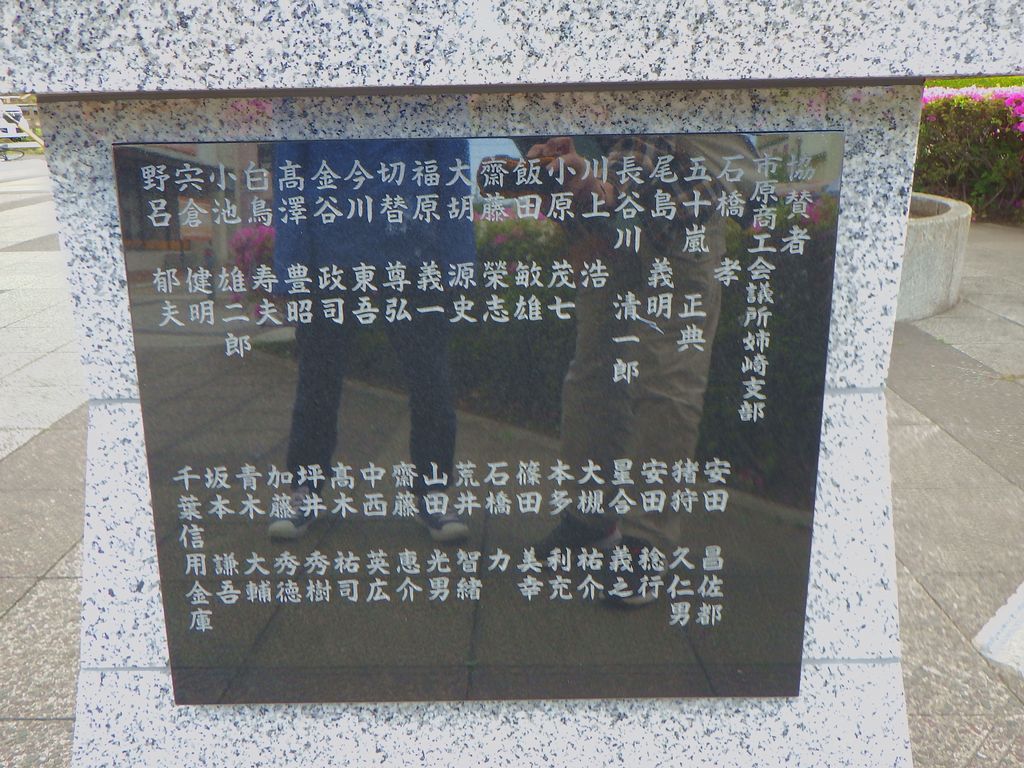 協賛者
市原商工会議所姉崎支部
石橋 孝
五十嵐 正典
尾島 義明
長谷川 清一郎
川上 浩
小原 茂七
飯田 敏雄
齋藤 榮志
大胡 源史
福原 義一
切替 尊弘
今川 東吾
金谷 政司
髙澤 豊昭
白鳥 寿夫
小池 雄二郎
宍倉 健明
野呂 郁夫
安田 昌佐都
猪狩 久仁男
安田 稔行
星合 義之
大槻 祐介
本多 利充
篠田 美幸
石橋 力
荒井 智緒
山田 光男
齋藤 惠介
中西 英広
髙木 祐司
坪井 秀樹
加藤 秀徳
青木 大輔
坂本 謙吾
千葉信用金庫